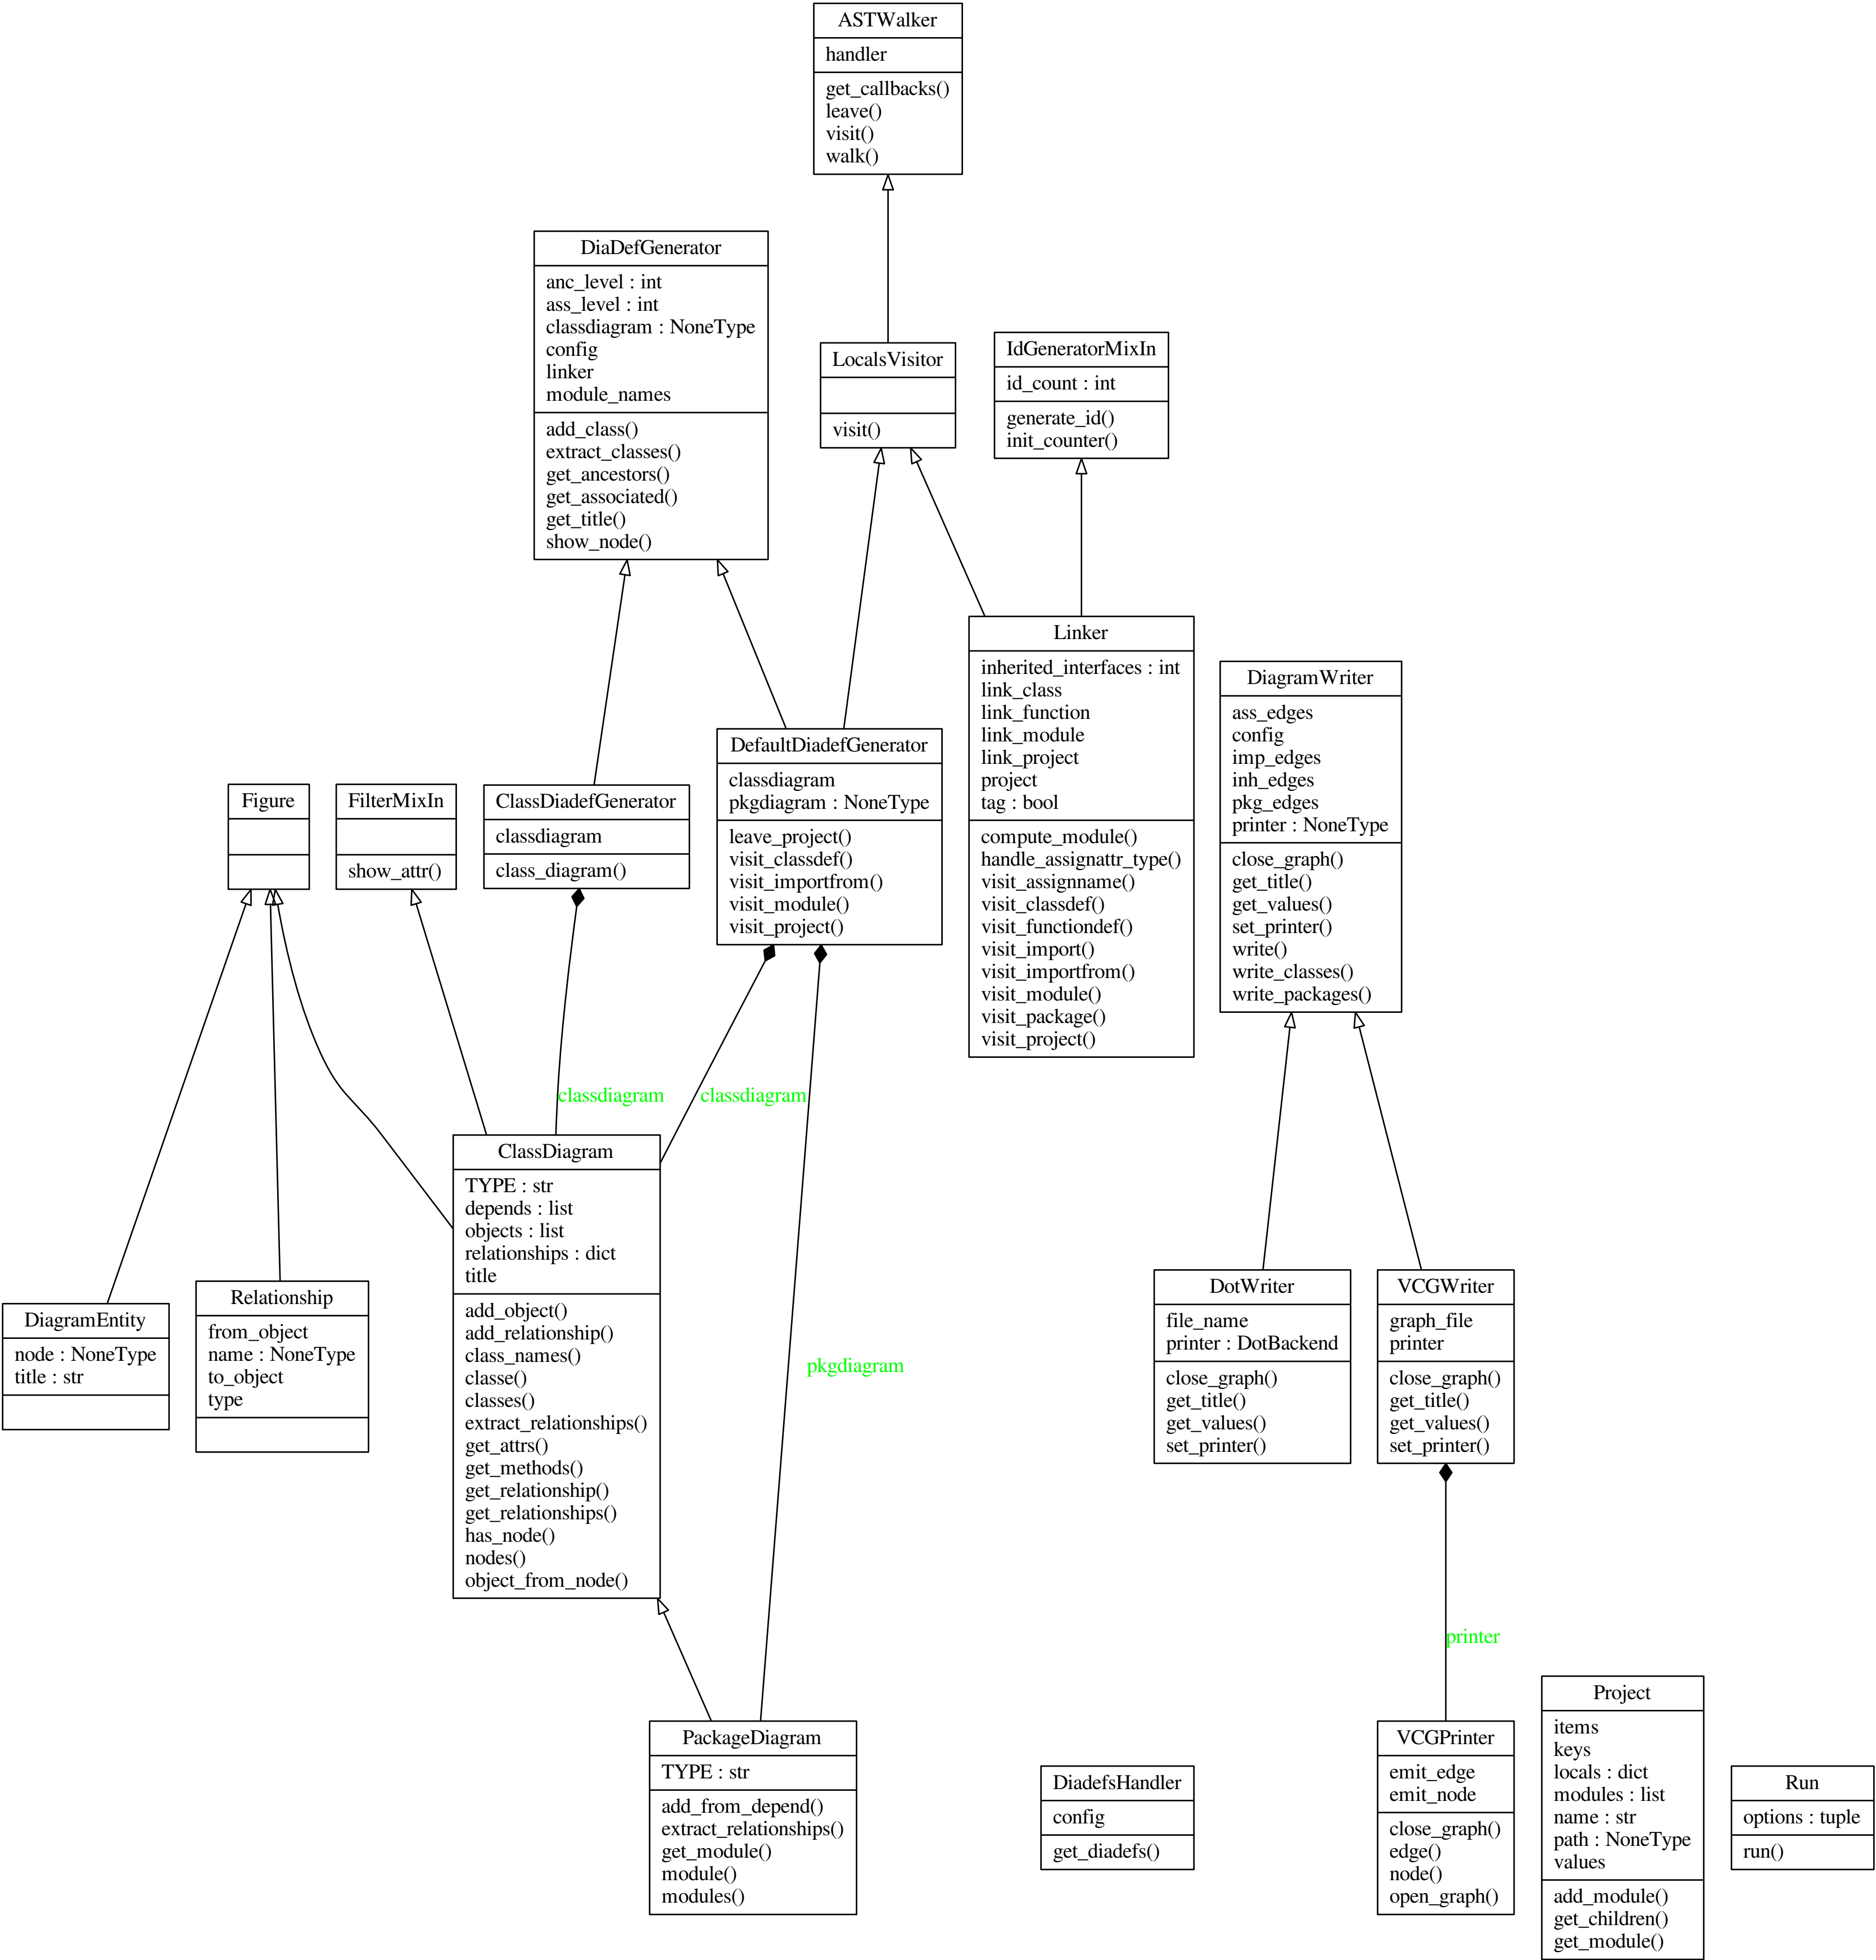 ASTWalker
handler
get_callbacks()
leave()
visit()
walk()
DiaDefGenerator
anc_level : int
ass_level : int
classdiagram : NoneType
config
linker
module_names
add_class()
extract_classes()
get_ancestors()
get_associated()
get_title()
show_node()
LocalsVisitor
visit()
IdGeneratorMixIn
id_count : int
generate_id()
init_counter()
Linker
inherited_interfaces : int
link_class
link_function
link_module
link_project
project
tag : bool
compute_module()
handle_assignattr_type()
visit_assignname()
visit_classdef()
visit_functiondef()
visit_import()
visit_importfrom()
visit_module()
visit_package()
visit_project()
DiagramWriter
ass_edges
config
imp_edges
inh_edges
pkg_edges
printer : NoneType
close_graph()
get_title()
get_values()
set_printer()
write()
write_classes()
write_packages()
Figure
FilterMixIn
show_attr()
ClassDiadefGenerator
classdiagram
class_diagram()
DefaultDiadefGenerator
classdiagram
pkgdiagram : NoneType
leave_project()
visit_classdef()
visit_importfrom()
visit_module()
visit_project()
classdiagram
classdiagram
DiagramEntity
node : NoneType
title : str
Relationship
from_object
name : NoneType
to_object
type
ClassDiagram
TYPE : str
depends : list
objects : list
relationships : dict
title
add_object()
add_relationship()
class_names()
classe()
classes()
extract_relationships()
get_attrs()
get_methods()
get_relationship()
get_relationships()
has_node()
nodes()
object_from_node()
pkgdiagram
DotWriter
file_name
printer : DotBackend
close_graph()
get_title()
get_values()
set_printer()
VCGWriter
graph_file
printer
close_graph()
get_title()
get_values()
set_printer()
printer
PackageDiagram
TYPE : str
add_from_depend()
extract_relationships()
get_module()
module()
modules()
DiadefsHandler
config
get_diadefs()
VCGPrinter
emit_edge
emit_node
close_graph()
edge()
node()
open_graph()
Project
items
keys
locals : dict
modules : list
name : str
path : NoneType
values
add_module()
get_children()
get_module()
Run
options : tuple
run()